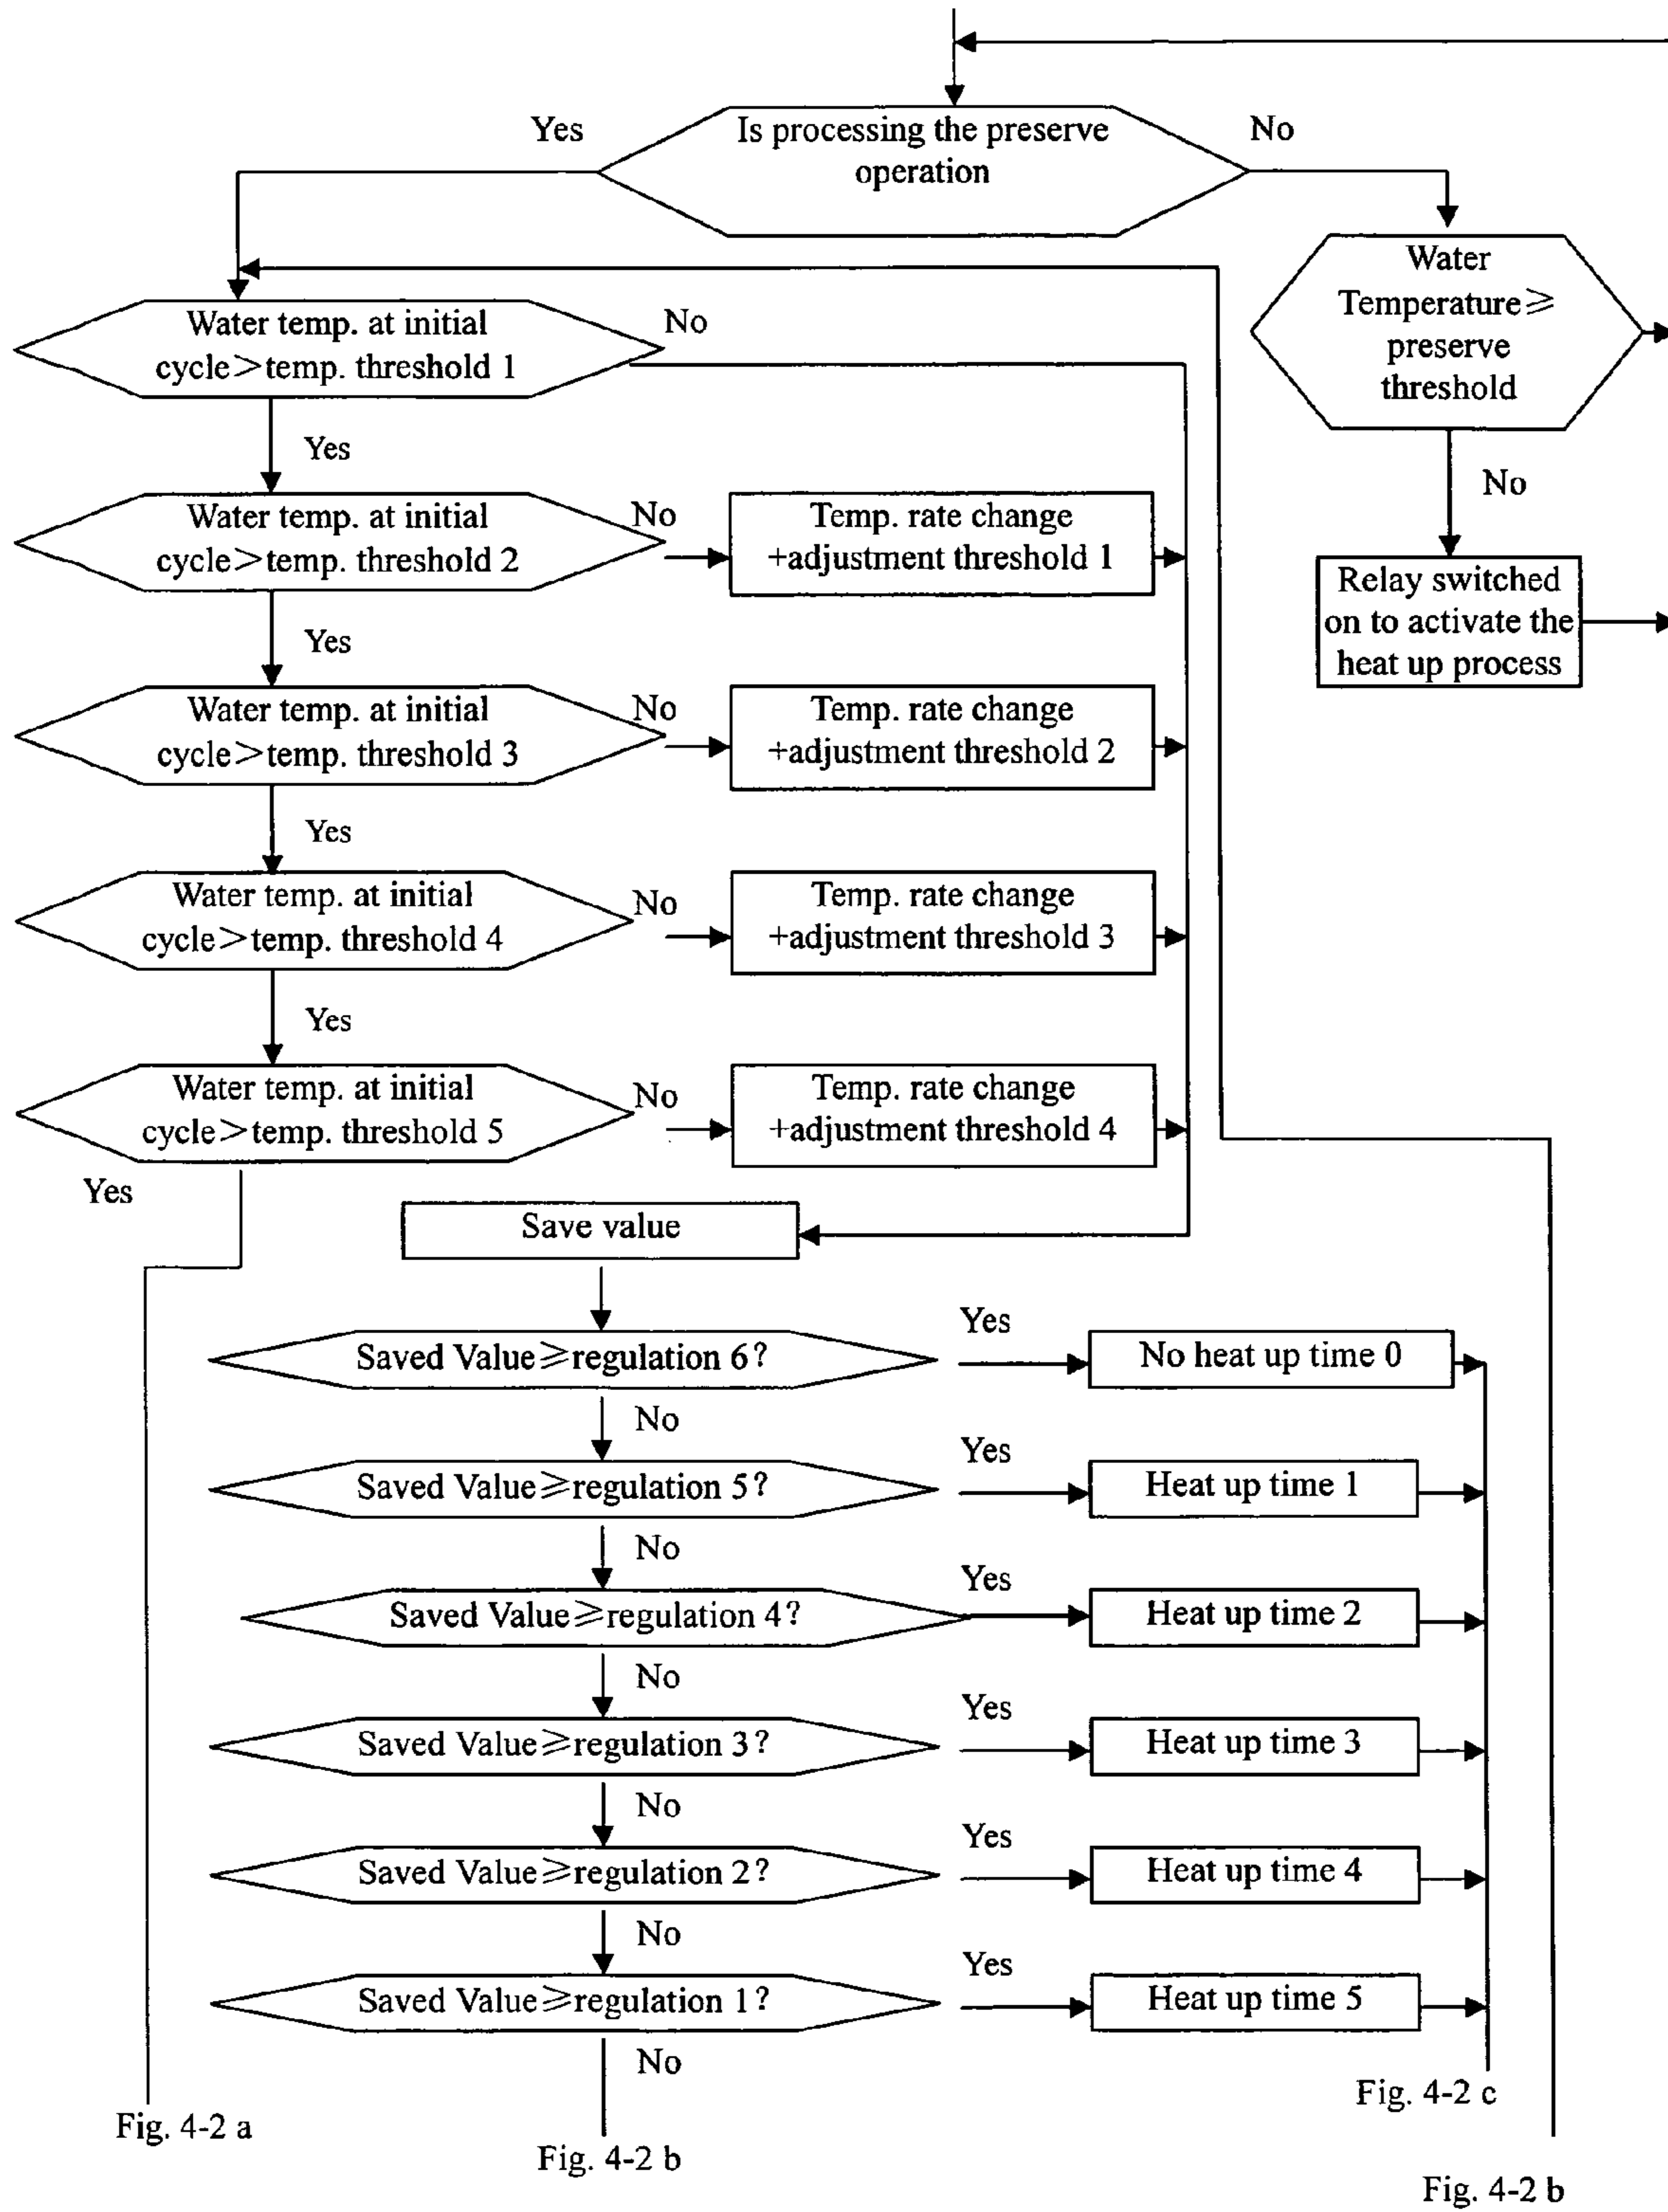 Yes
Is processing the preserve
operation
No
Water
Temperature⩾
preserve
threshold
No
Relay switched
on to activate the
heat up process
Water temp. at initial
cycle>temp. threshold 1
No
Yes
Water temp. at initial
cycle>temp. threshold 2
No
Temp. rate change
+adjustment threshold 1
Yes
Water temp. at initial
cycle>temp. threshold 3
No
Temp. rate change
+adjustment threshold 2
Yes
Water temp. at initial
cycle>temp. threshold 4
No
Temp. rate change
+adjustment threshold 3
Yes
Water temp. at initial
cycle>temp. threshold 5
No
Temp. rate change
+adjustment threshold 4
Yes
Save value
Saved Value⩾regulation 6?
Yes
No heat up time 0
No
Saved Value⩾regulation 5?
Yes
Heat up time 1
No
Saved Value⩾regulation 4?
Yes
Heat up time 2
No
Saved Value⩾regulation 3?
Yes
Heat up time 3
No
Saved Value⩾regulation 2?
Yes
Heat up time 4
No
Saved Value⩾regulation 1?
Yes
Heat up time 5
No
Fig. 4-2 a
Fig. 4-2 b
Fig. 4-2 c
Fig. 4-2 b